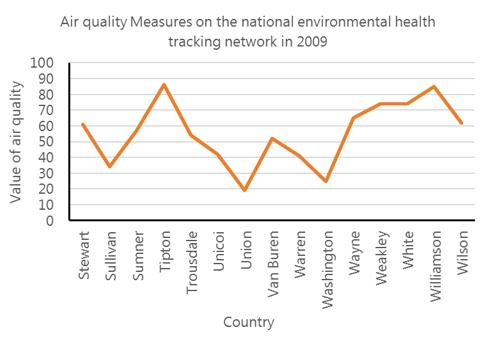 Air quality Measures on the national environmental health
tracking network in 2009
Value of air quality
100
90
80
70
60
50
40
30
20
10
0
Stewart
Sullivan
Sumner
Tipton
Trousdale
Unicoi
Union
Van Buren
Warren
Washington
Wayne
Weakley
White
Williamson
Wilson
Country